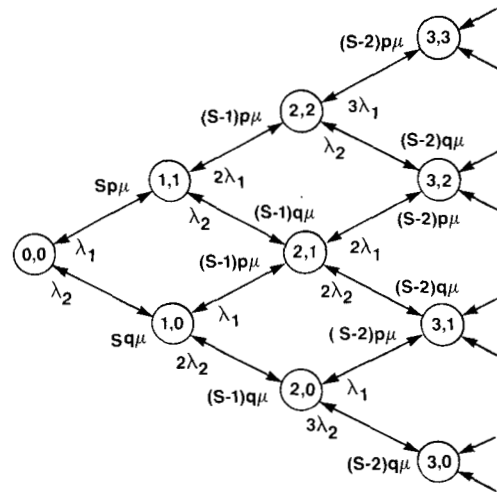 (S-2)pμ
3,3
(S-1)pμ
2,2
3λ₁
λ₂
(S-2)qμ
Spμ
1,1
2λ₁
3,2
λ₂
(S-1)qμ
(S-2)pμ
0,0
λ₁
(S-1)pμ
2,1
2λ₁
λ₂
λ₁
2λ₂
(S-2)qμ
Sqμ
1,0
(S-2)pμ
3,1
2λ₂
(S-1)qμ
2,0
λ₁
3λ₂
(S-2)qμ
3,0